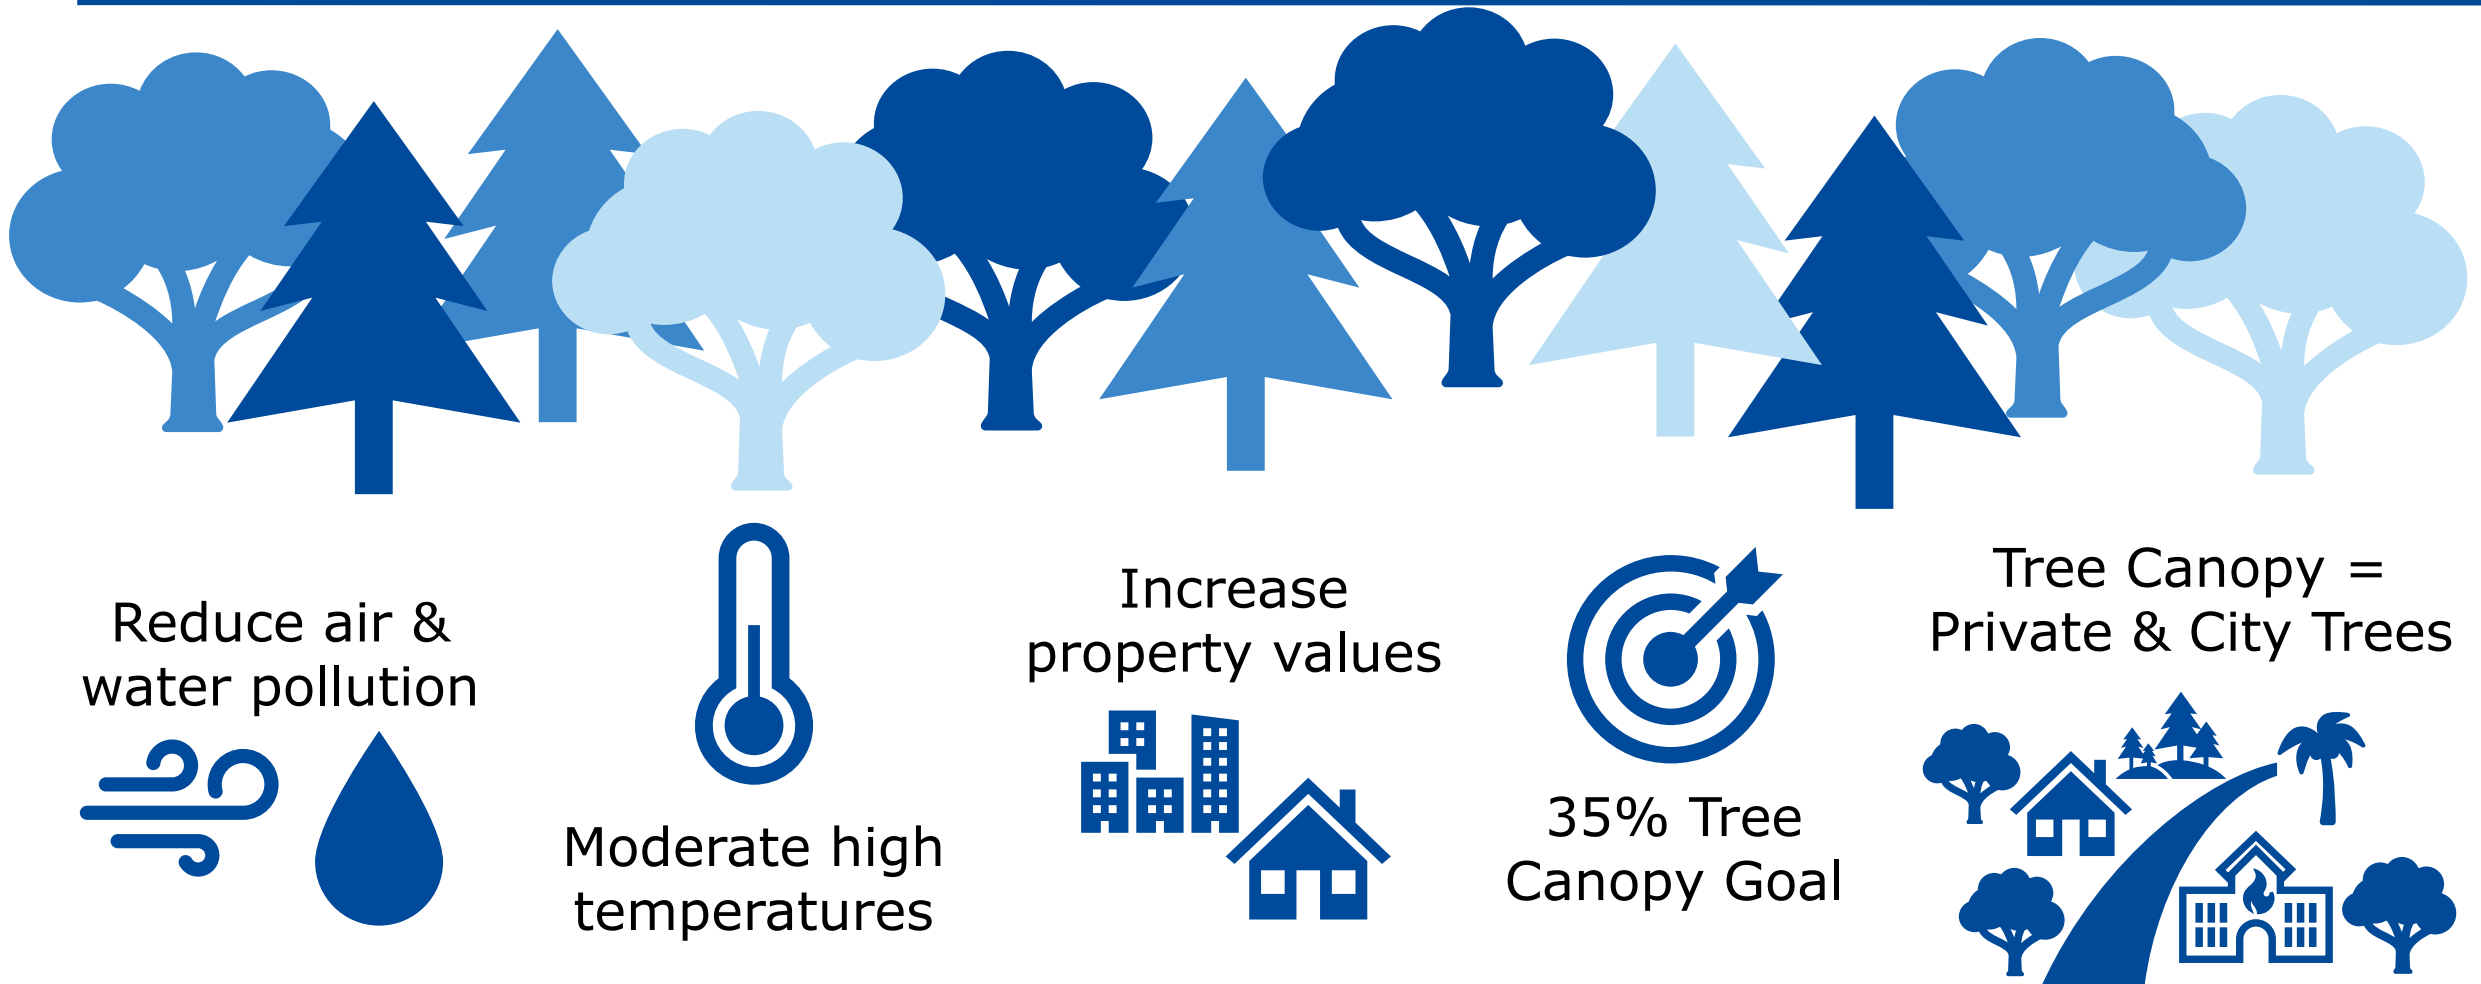 Reduce air &
water pollution
Moderate high
temperatures
Increase
property values
35% Tree
Canopy Goal
Tree Canopy =
Private & City Trees